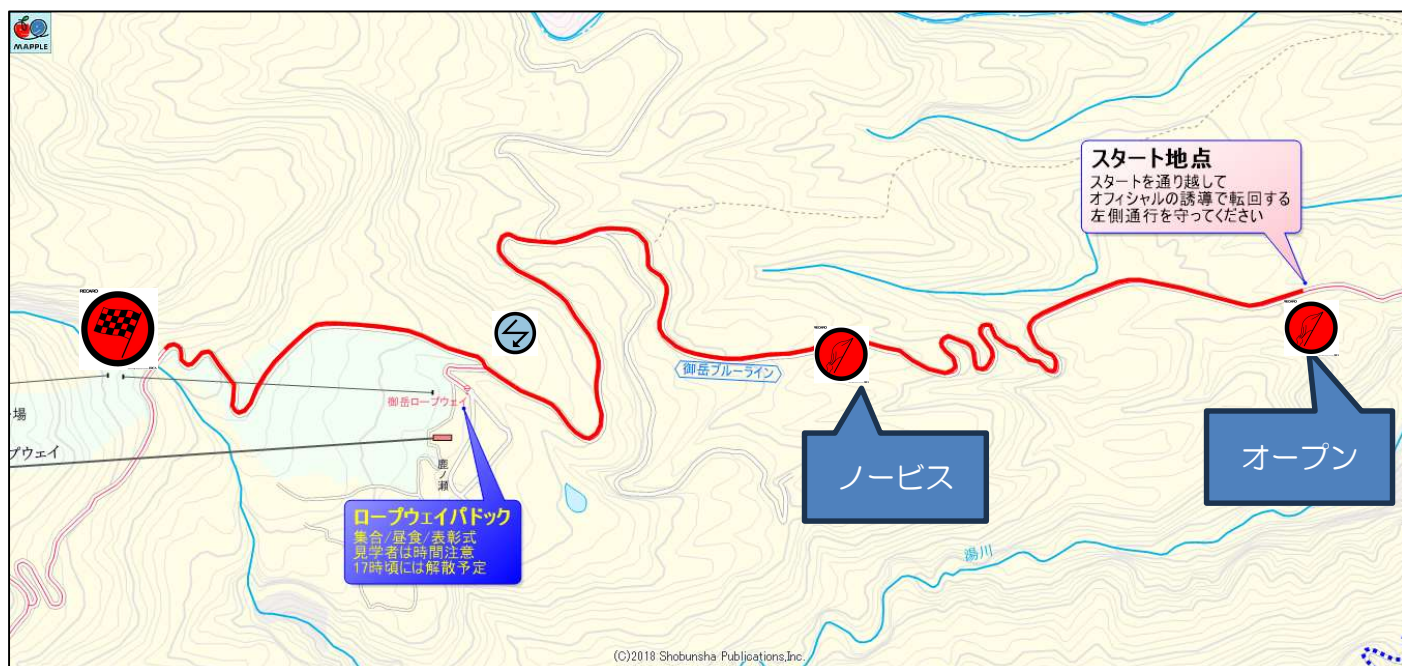 MAPPLE
スタート地点
スタートを通り越して
オフィシャルの誘導で転回する
左側通行を守ってください
RECARO
RECARO
RECARO
御岳ブルーライン
御岳ロープウェイ
場
プウェイ
鹿ノ瀬
ノービス
オープン
ロープウェイパドック
集合/昼食/表彰式
見学者は時間注意
17時頃には解散予定
湯川
(C)2018 Shobunsha Publications,Inc.